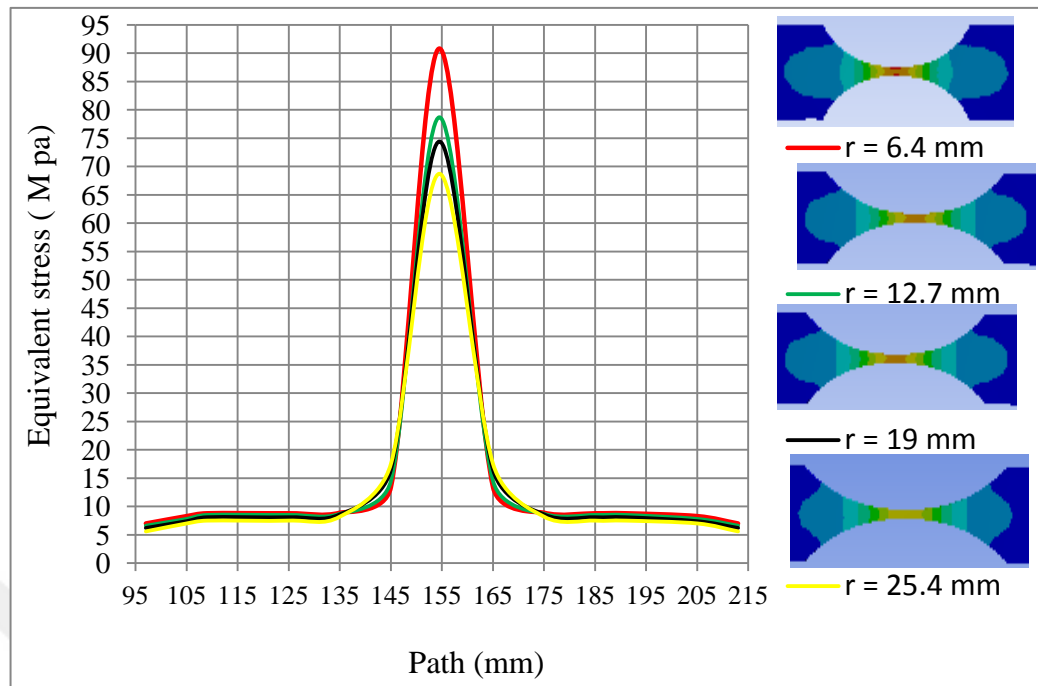 Equivalent stress ( M pa)
95
90
85
80
75
70
65
60
55
50
45
40
35
30
25
20
15
10
5
0
95 105 115 125 135 145 155 165 175 185 195 205 215
Path (mm)
r = 6.4 mm
r = 12.7 mm
r = 19 mm
r = 25.4 mm